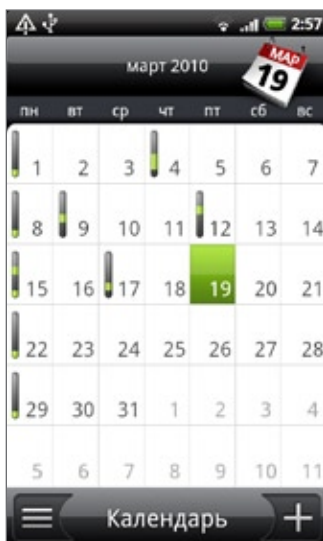 2:57
март 2010
МАР
19
пн вт ср чт пт сб вс
1 2 3 4 5 6 7
8 9 10 11 12 13 14
15 16 17 18 19 20 21
22 23 24 25 26 27 28
29 30 31 1 2 3 4
5 6 7 8 9 10 11
Календарь